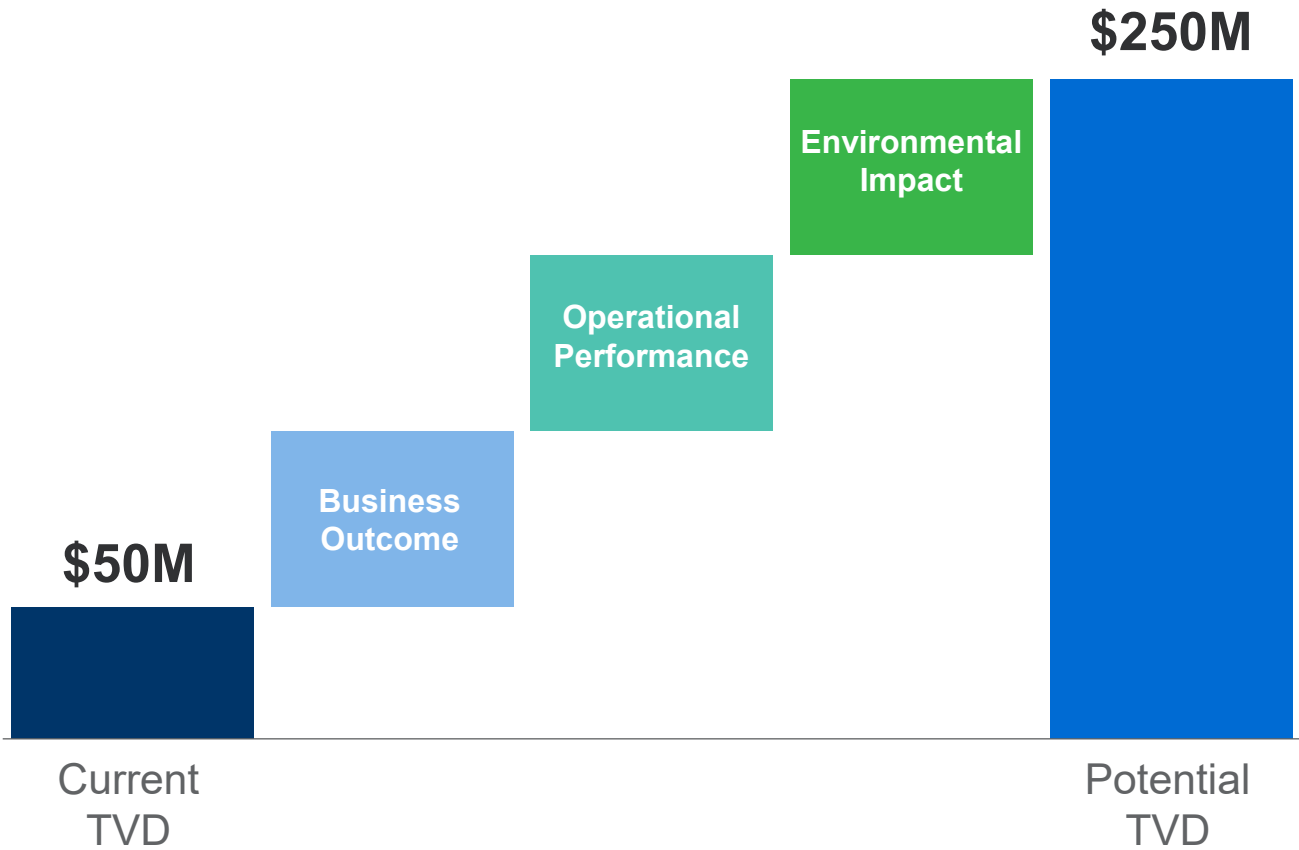 $250M
Environmental
Impact
Operational
Performance
Business
Outcome
$50M
Current
TVD
Potential
TVD